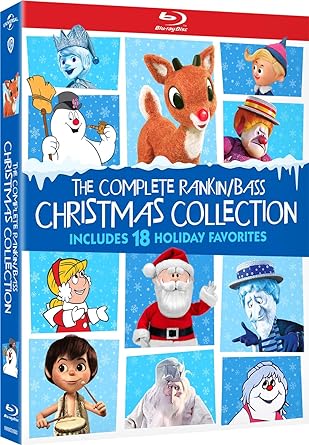 Blu-ray Disc
THE COMPLETE RANKIN/BASS
CHRISTMAS COLLECTION
INCLUDES 18 HOLIDAY FAVORITES
UNIVERSAL
THE COMPLETE RANKIN/BASS
CHRISTMAS COLLECTION